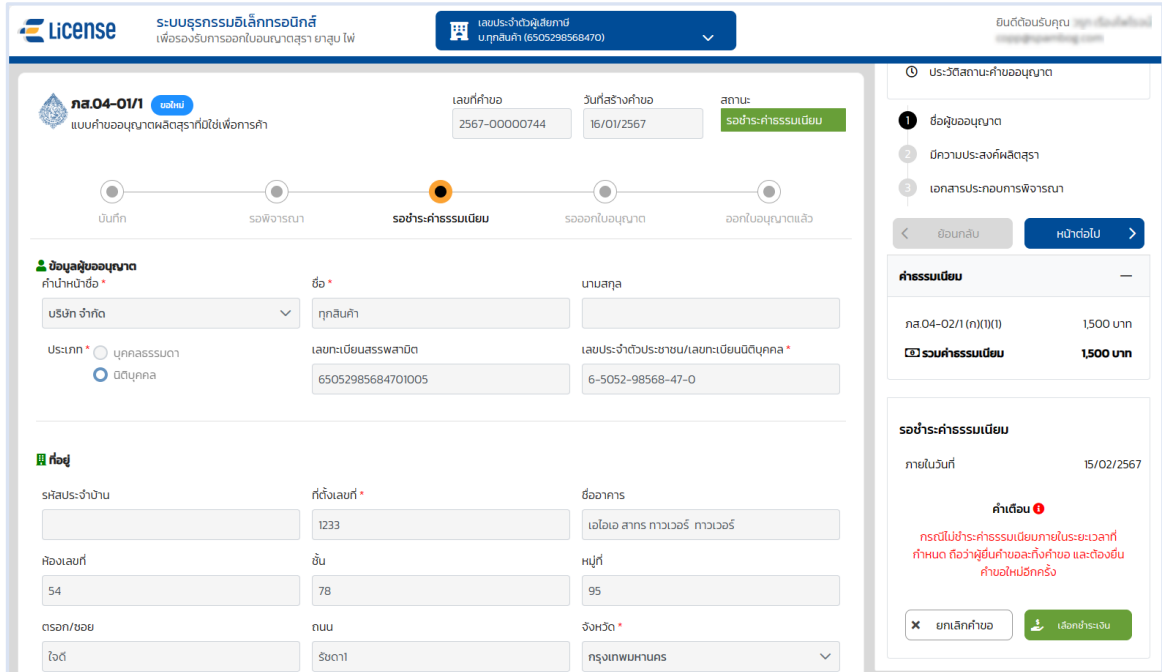 License
ระบบธุรกรรมอิเล็กทรอนิกส์
เพื่อรองรับการออกใบอนุญาตสุรา ยาสูบ ไพ่
เลขประจำตัวผู้เสียภาษี
บ.ทุกสินค้า (6505298568470)
ยินดีต้อนรับคุณ
ภส.04-01/1 ขอใหม่
แบบคำขออนุญาตผลิตสุราที่มิใช่เพื่อการค้า
เลขที่คำขอ วันที่สร้างคำขอ สถานะ
2567-00000744 16/01/2567 รอชำระค่าธรรมเนียม
บันทึก รอพิจารณา รอชำระค่าธรรมเนียม รอออกใบอนุญาต ออกใบอนุญาตแล้ว
ข้อมูลผู้ขออนุญาต
คำนำหน้าชื่อ * ชื่อ * นามสกุล
บริษัท จำกัด ทุกสินค้า
ประเภท * บุคคลธรรมดา เลขทะเบียนสรรพสามิต เลขประจำตัวประชาชน/เลขทะเบียนนิติบุคคล *
นิติบุคคล 65052985684701005 6-5052-98568-47-0
ที่อยู่
รหัสประจำบ้าน ที่ตั้งเลขที่ * ชื่ออาคาร
1233 เอไอเอ สาทร ทาวเวอร์ ทาวเวอร์
ห้องเลขที่ ชั้น หมู่ที่
54 78 95
ตรอก/ซอย ถนน จังหวัด *
ใจดี รัชดา1 กรุงเทพมหานคร
ประวัติสถานะคำขออนุญาต
1 ชื่อผู้ขออนุญาต
2 มีความประสงค์ผลิตสุรา
3 เอกสารประกอบการพิจารณา
ย้อนกลับ หน้าต่อไป
ค่าธรรมเนียม
ภส.04-02/1 (ก)(1)(1) 1,500 บาท
รวมค่าธรรมเนียม 1,500 บาท
รอชำระค่าธรรมเนียม
ภายในวันที่ 15/02/2567
คำเตือน
กรณีไม่ชำระค่าธรรมเนียมภายในระยะเวลาที่
กำหนด ถือว่าผู้ยื่นคำขอละทิ้งคำขอ และต้องยื่น
คำขอใหม่อีกครั้ง
ยกเลิกคำขอ เลือกชำระเงิน